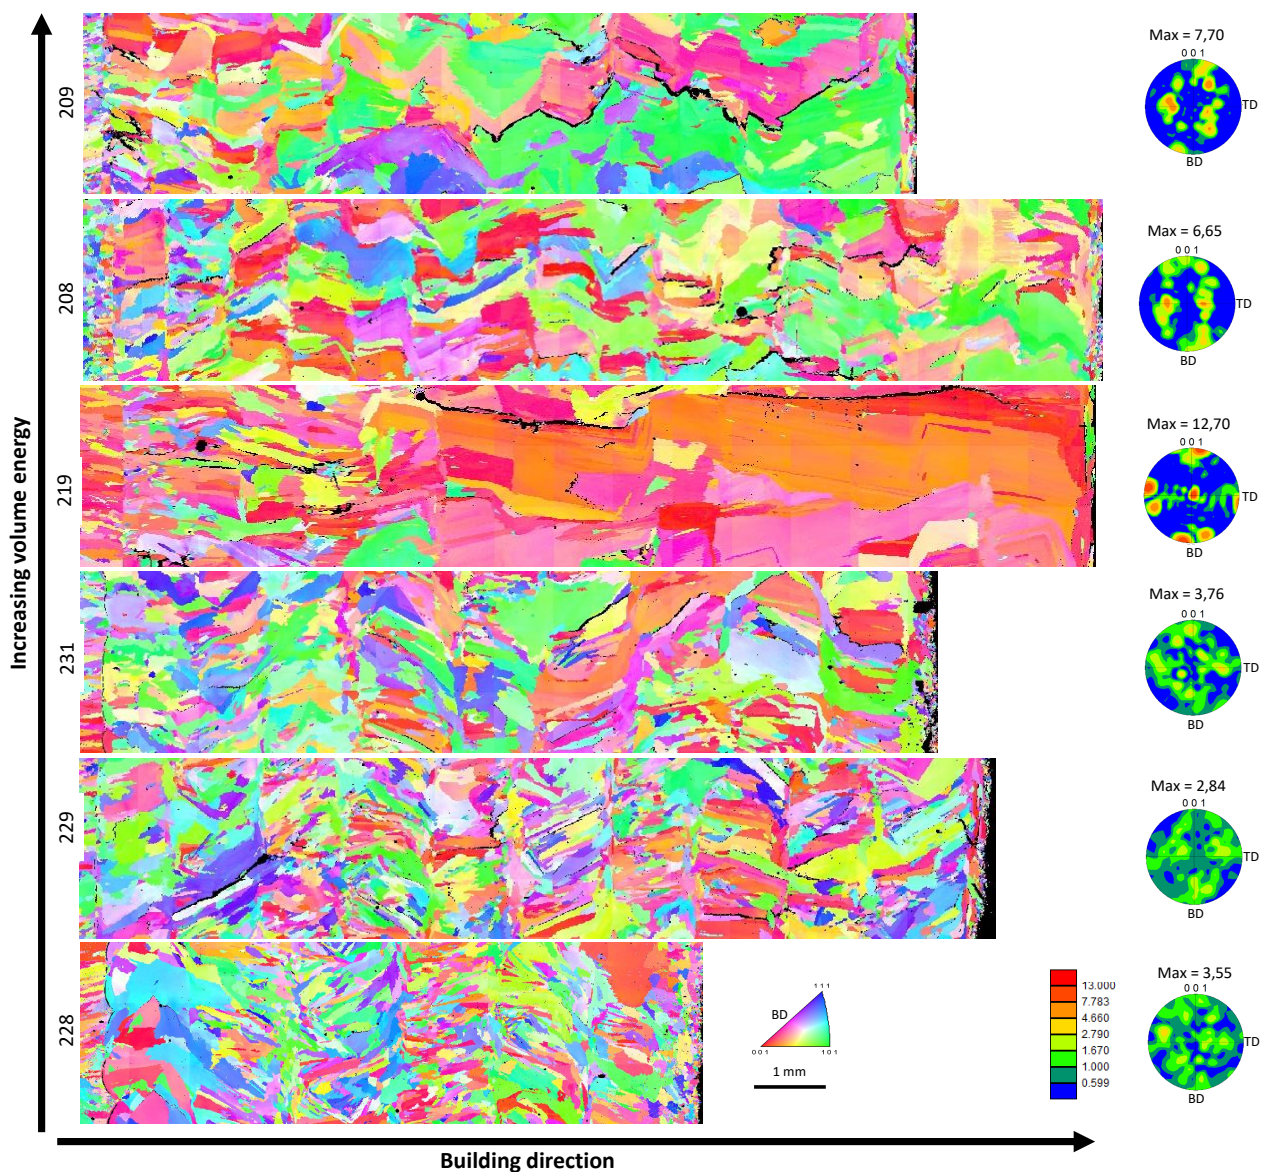 Increasing volume energy
209
Max = 7,70
0 0 1
TD
BD
208
Max = 6,65
0 0 1
TD
BD
219
Max = 12,70
0 0 1
TD
BD
231
Max = 3,76
0 0 1
TD
BD
229
Max = 2,84
0 0 1
TD
BD
228
1 1 1
BD
0 0 1
1 0 1
1 mm
13.000
7.783
4.660
2.790
1.670
1.000
0.599
Max = 3,55
0 0 1
TD
BD
Building direction